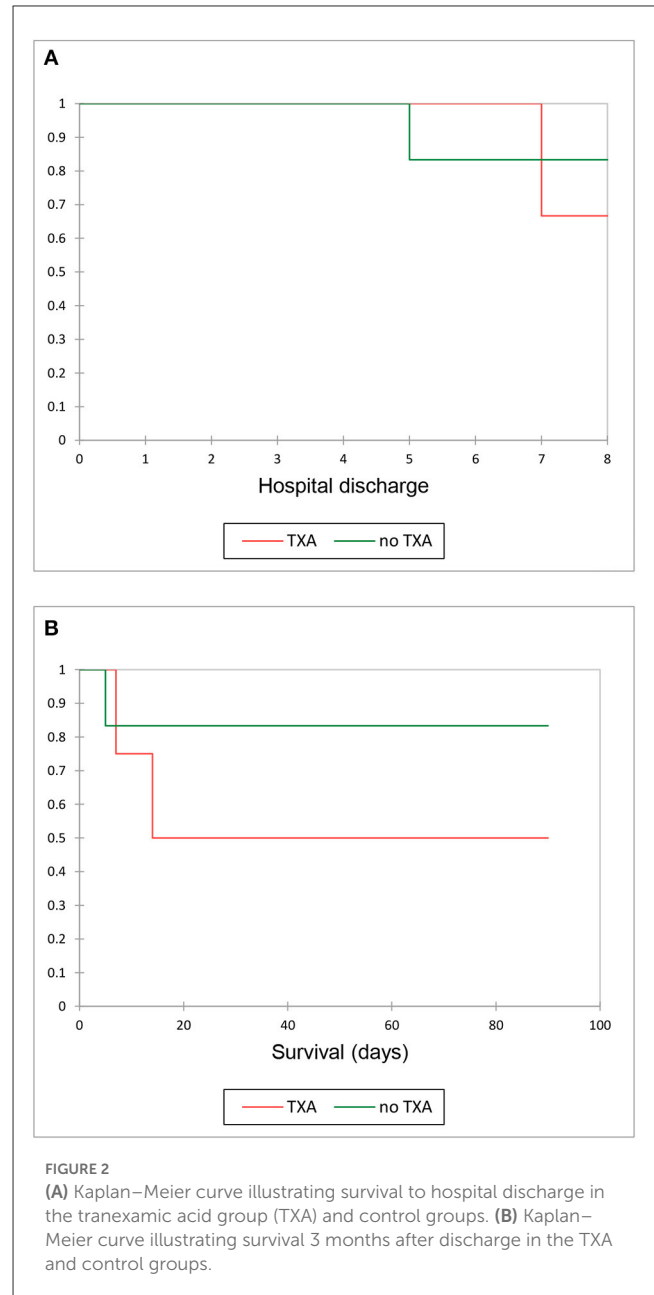 A
1
0.9
0.8
0.7
0.6
0.5
0.4
0.3
0.2
0.1
0
0 1 2 3 4 5 6 7 8
Hospital discharge
TXA no TXA
B
1
0.9
0.8
0.7
0.6
0.5
0.4
0.3
0.2
0.1
0
0 20 40 60 80 100
Survival (days)
TXA no TXA
FIGURE 2
(A) Kaplan–Meier curve illustrating survival to hospital discharge in
the tranexamic acid group (TXA) and control groups. (B) Kaplan–
Meier curve illustrating survival 3 months after discharge in the TXA
and control groups.